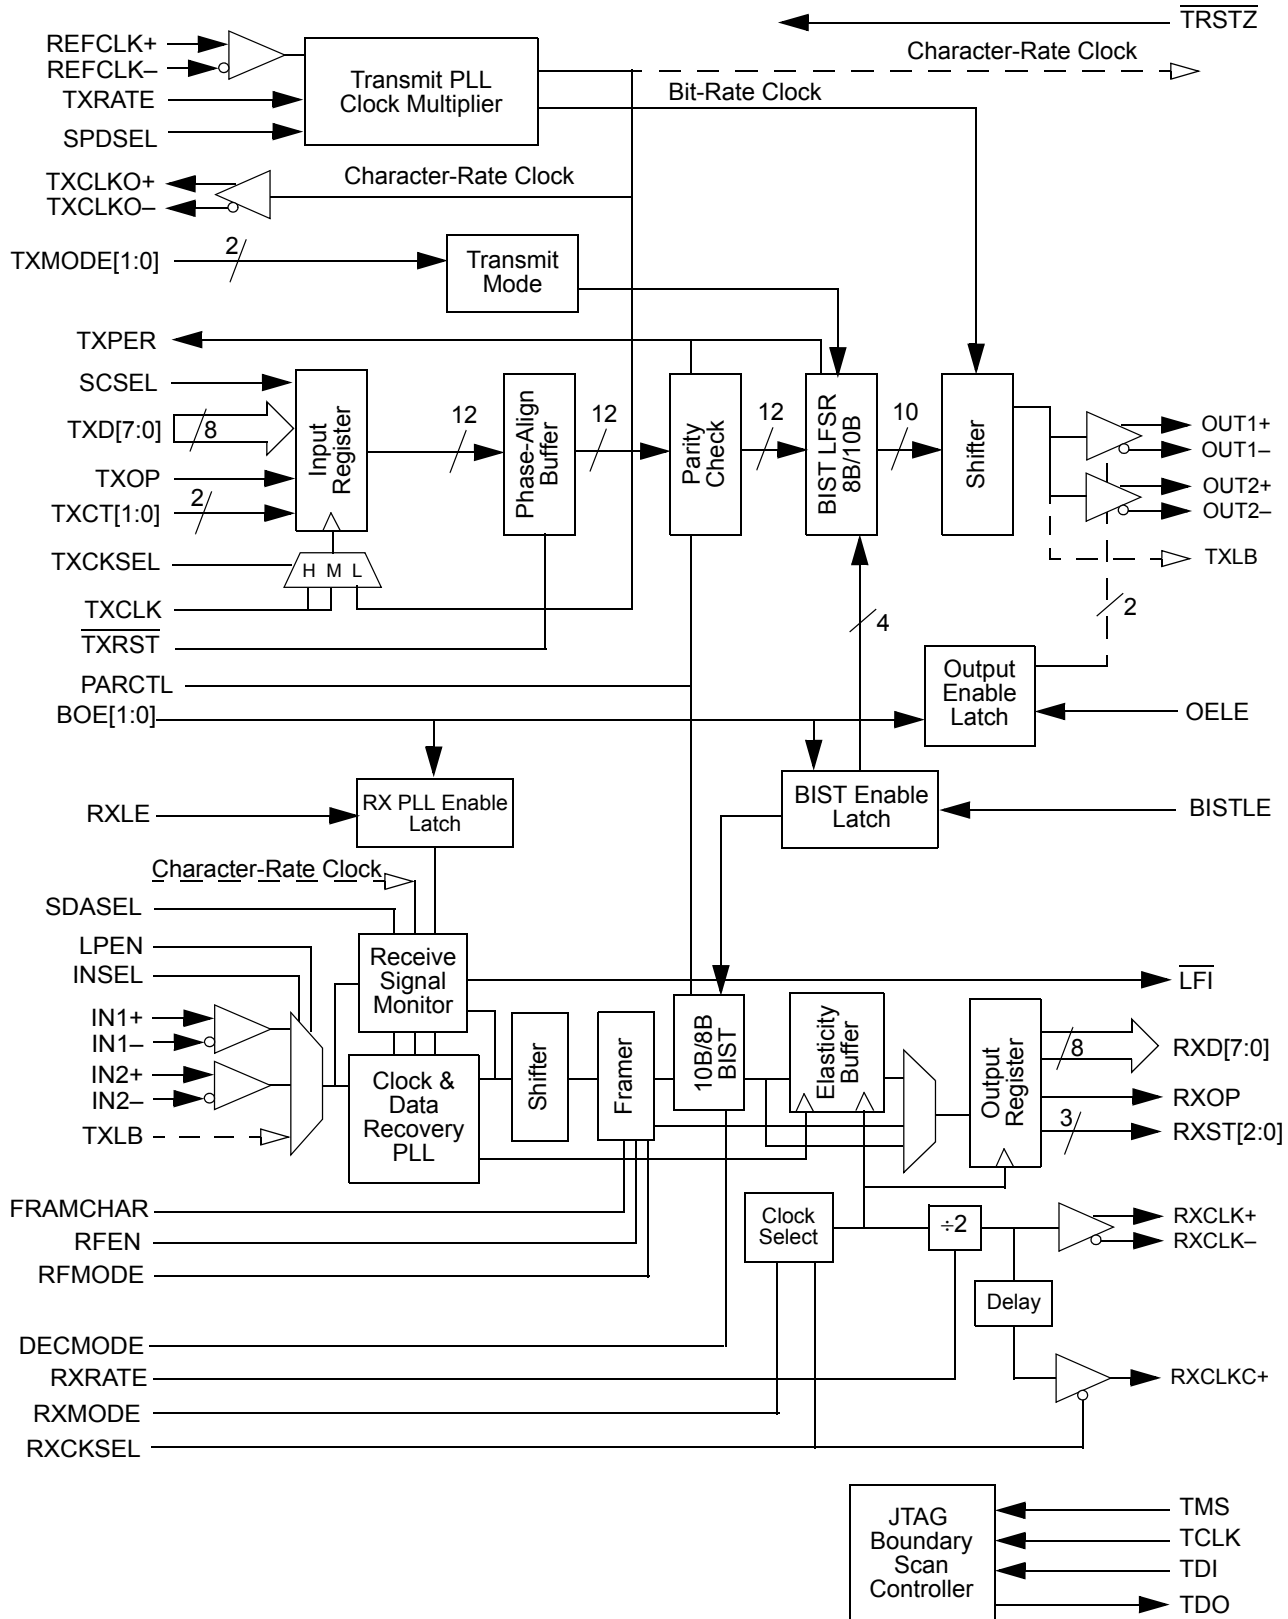 TRSTZ
REFCLK+
REFCLK–
TXRATE
SPDSEL
Transmit PLL
Clock Multiplier
Character-Rate Clock
Bit-Rate Clock
TXCLKO+
TXCLKO–
Character-Rate Clock
TXMODE[1:0]
2
Transmit
Mode
TXPER
SCSEL
TXD[7:0]
8
TXOP
TXCT[1:0]
2
TXCKSEL
H M L
TXCLK
TXRST
PARCTL
BOE[1:0]
Input
Register
12
Phase-Align
Buffer
12
Parity
Check
12
BIST LFSR
8B/10B
10
Shifter
OUT1+
OUT1–
OUT2+
OUT2–
TXLB
2
4
Output
Enable
Latch
OELE
RXLE
RX PLL Enable
Latch
BIST Enable
Latch
BISTLE
Character-Rate Clock
SDASEL
LPEN
INSEL
IN1+
IN1–
IN2+
IN2–
TXLB
Receive
Signal
Monitor
LFI
Clock &
Data
Recovery
PLL
Shifter
Framer
10B/8B
BIST
Elasticity
Buffer
Output
Register
8
RXD[7:0]
RXOP
3
RXST[2:0]
FRAMCHAR
RFEN
RFMODE
Clock
Select
÷2
RXCLK+
RXCLK–
Delay
DECMODE
RXRATE
RXMODE
RXCKSEL
RXCLKC+
JTAG
Boundary
Scan
Controller
TMS
TCLK
TDI
TDO